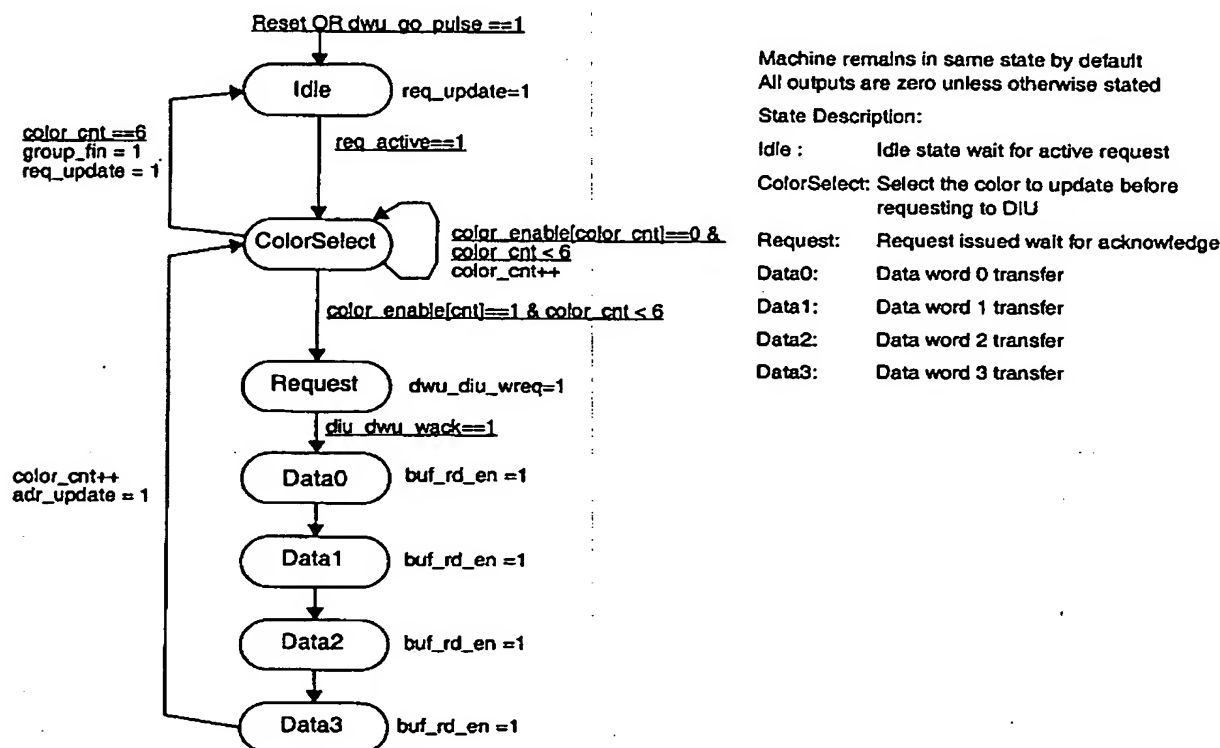 Reset OR dwu_go_pulse ==1
Idle
req_update=1
color_cnt ==6
group_fin = 1
req_update = 1
req_active==1
ColorSelect
color_enable[color_cnt]==0 &
color_cnt < 6
color_cnt++
color_enable[cnt]==1 & color_cnt < 6
Request
dwu_diu_wreq=1
diu_dwu_wack==1
Data0
buf_rd_en =1
color_cnt++
adr_update = 1
Data1
buf_rd_en =1
Data2
buf_rd_en =1
Data3
buf_rd_en =1
Machine remains in same state by default
All outputs are zero unless otherwise stated
State Description:
Idle : Idle state wait for active request
ColorSelect: Select the color to update before
requesting to DIU
Request: Request issued wait for acknowledge
Data0: Data word 0 transfer
Data1: Data word 1 transfer
Data2: Data word 2 transfer
Data3: Data word 3 transfer